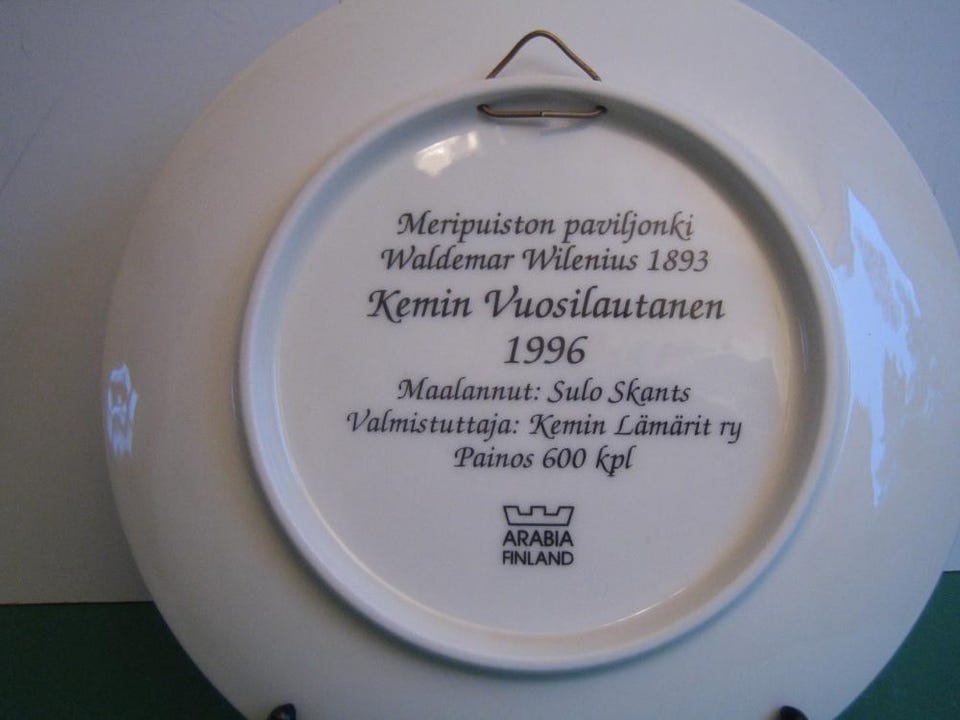 Meripuiston paviljonki
Waldemar Wilenius 1893
Kemin Vuosilautanen
1996
Maalannut: Sulo Skants
Valmistuttaja: Kemin Lämärit ry
Painos 600 kpl
ARABIA
FINLAND